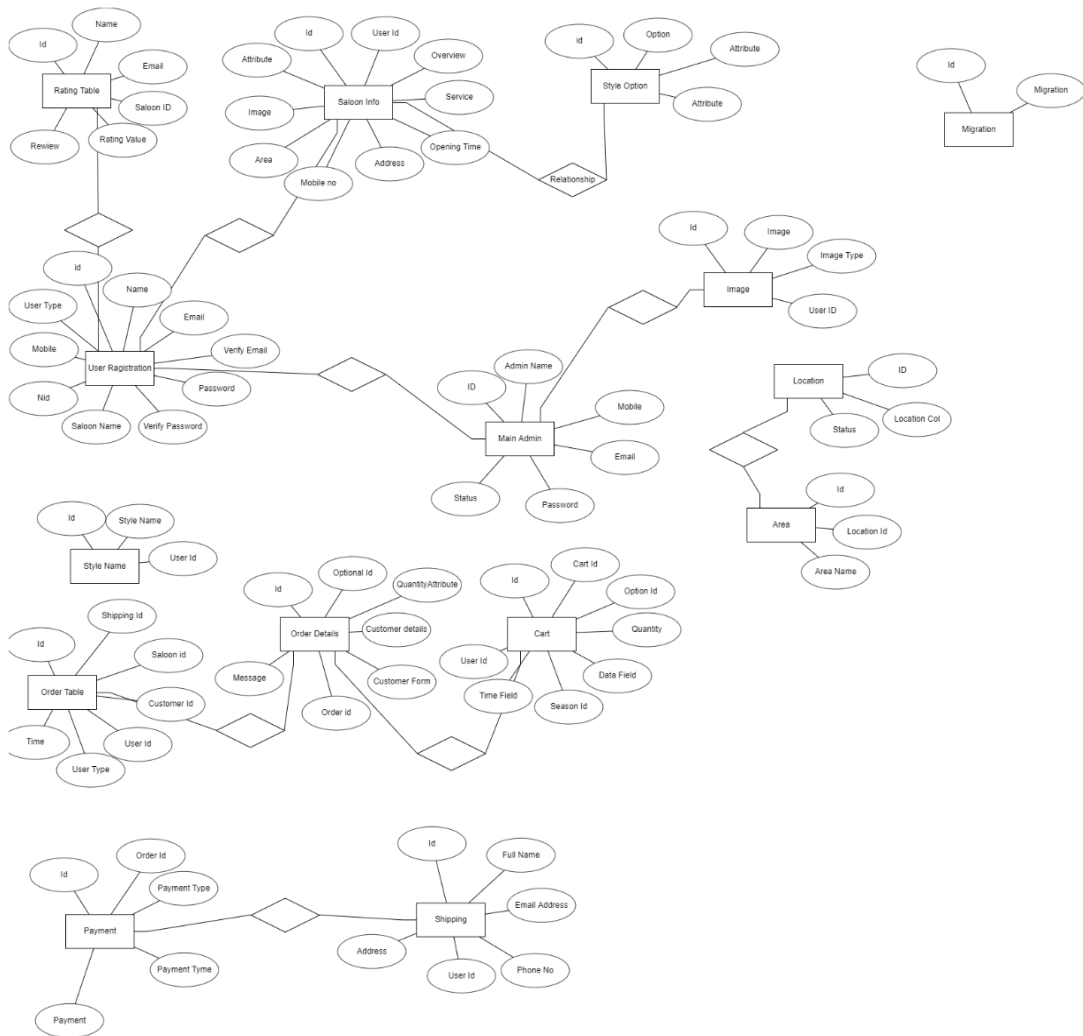 Name
Id
Email
Rating Table
Saloon ID
Rewiew
Rating Value
Id
User Id
Attribute
Overview
Saloon Info
Service
Image
Opening Time
Area
Address
Mobile no
id
Option
Attribute
Style Option
Attribute
Relationship
Id
Migration
Migration
id
Name
User Type
Email
Mobile
Verify Email
User Ragistration
Password
Nid
Saloon Name
Verify Password
Id
Image
Image Type
Image
User ID
Admin Name
ID
Mobile
Main Admin
Email
Status
Password
Location
ID
Location Col
Status
Id
Area
Location Id
Area Name
Id
Style Name
User Id
Style Name
Shipping Id
Id
Saloon id
Order Table
Customer Id
Time
User Id
User Type
Optional Id
Id
QuantityAttribute
Order Details
Customer details
Message
Customer Form
Order id
Cart Id
Id
Option Id
Cart
Quantity
User Id
Data Field
Time Field
Season Id
Order Id
Id
Payment Type
Payment
Payment Tyme
Payment
Id
Full Name
Email Address
Shipping
Address
User Id
Phone No